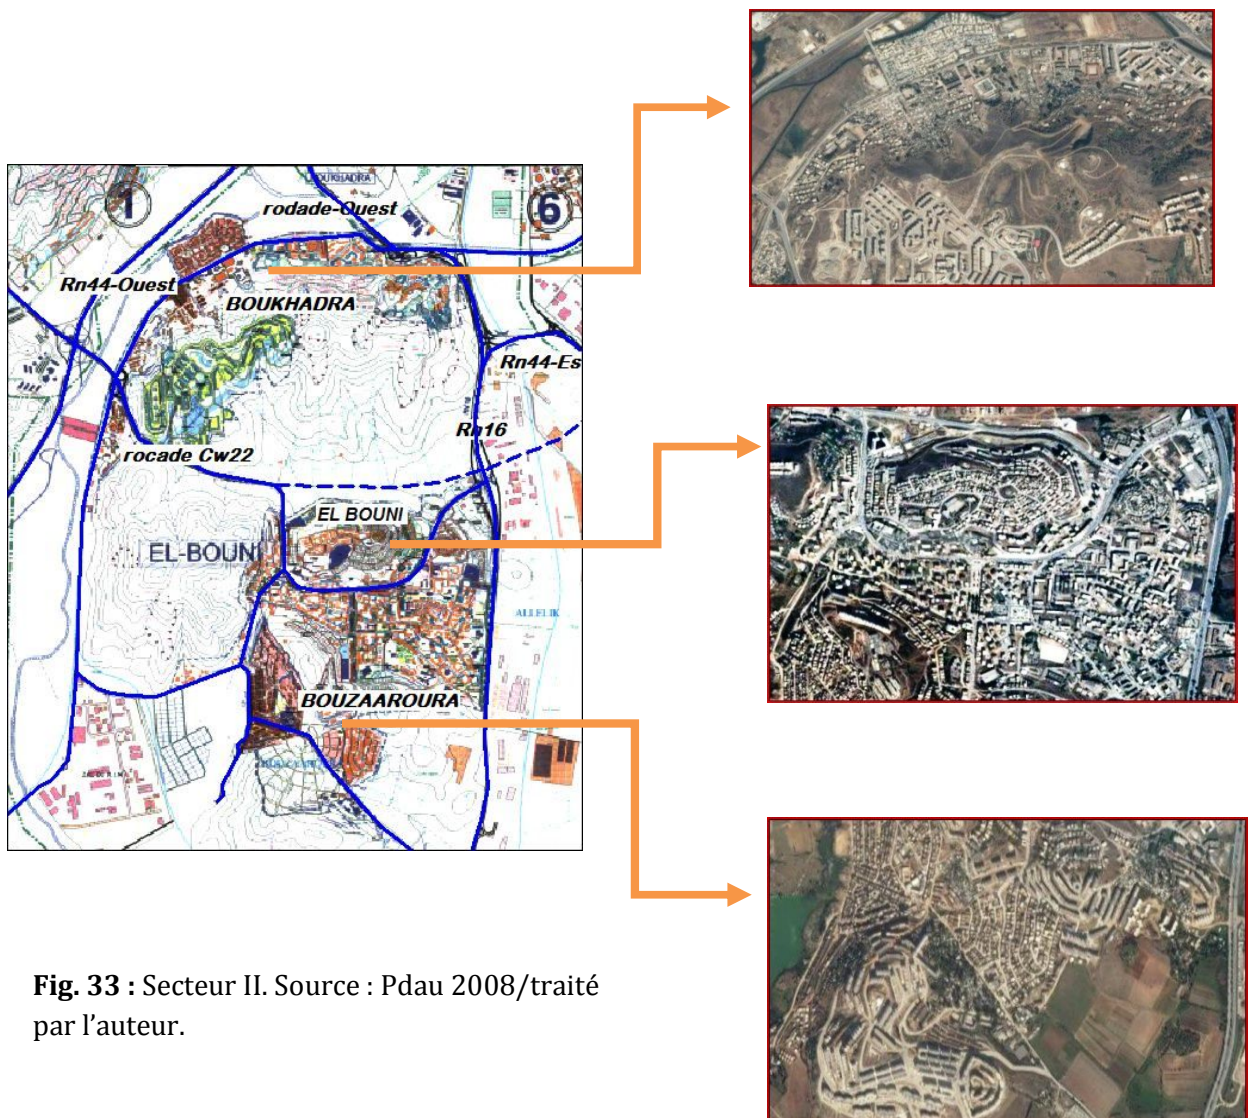 BOUKHADRA
1
rodade-Ouest
6
Rn44-Ouest
BOUKHADRA
Rn44-Es
Rn16
rocade Cw22
EL BOUNI
EL-BOUNI
ALLELIK
BOUZAAROURA
Fig. 33 : Secteur II. Source : Pdau 2008/traité
par l’auteur.